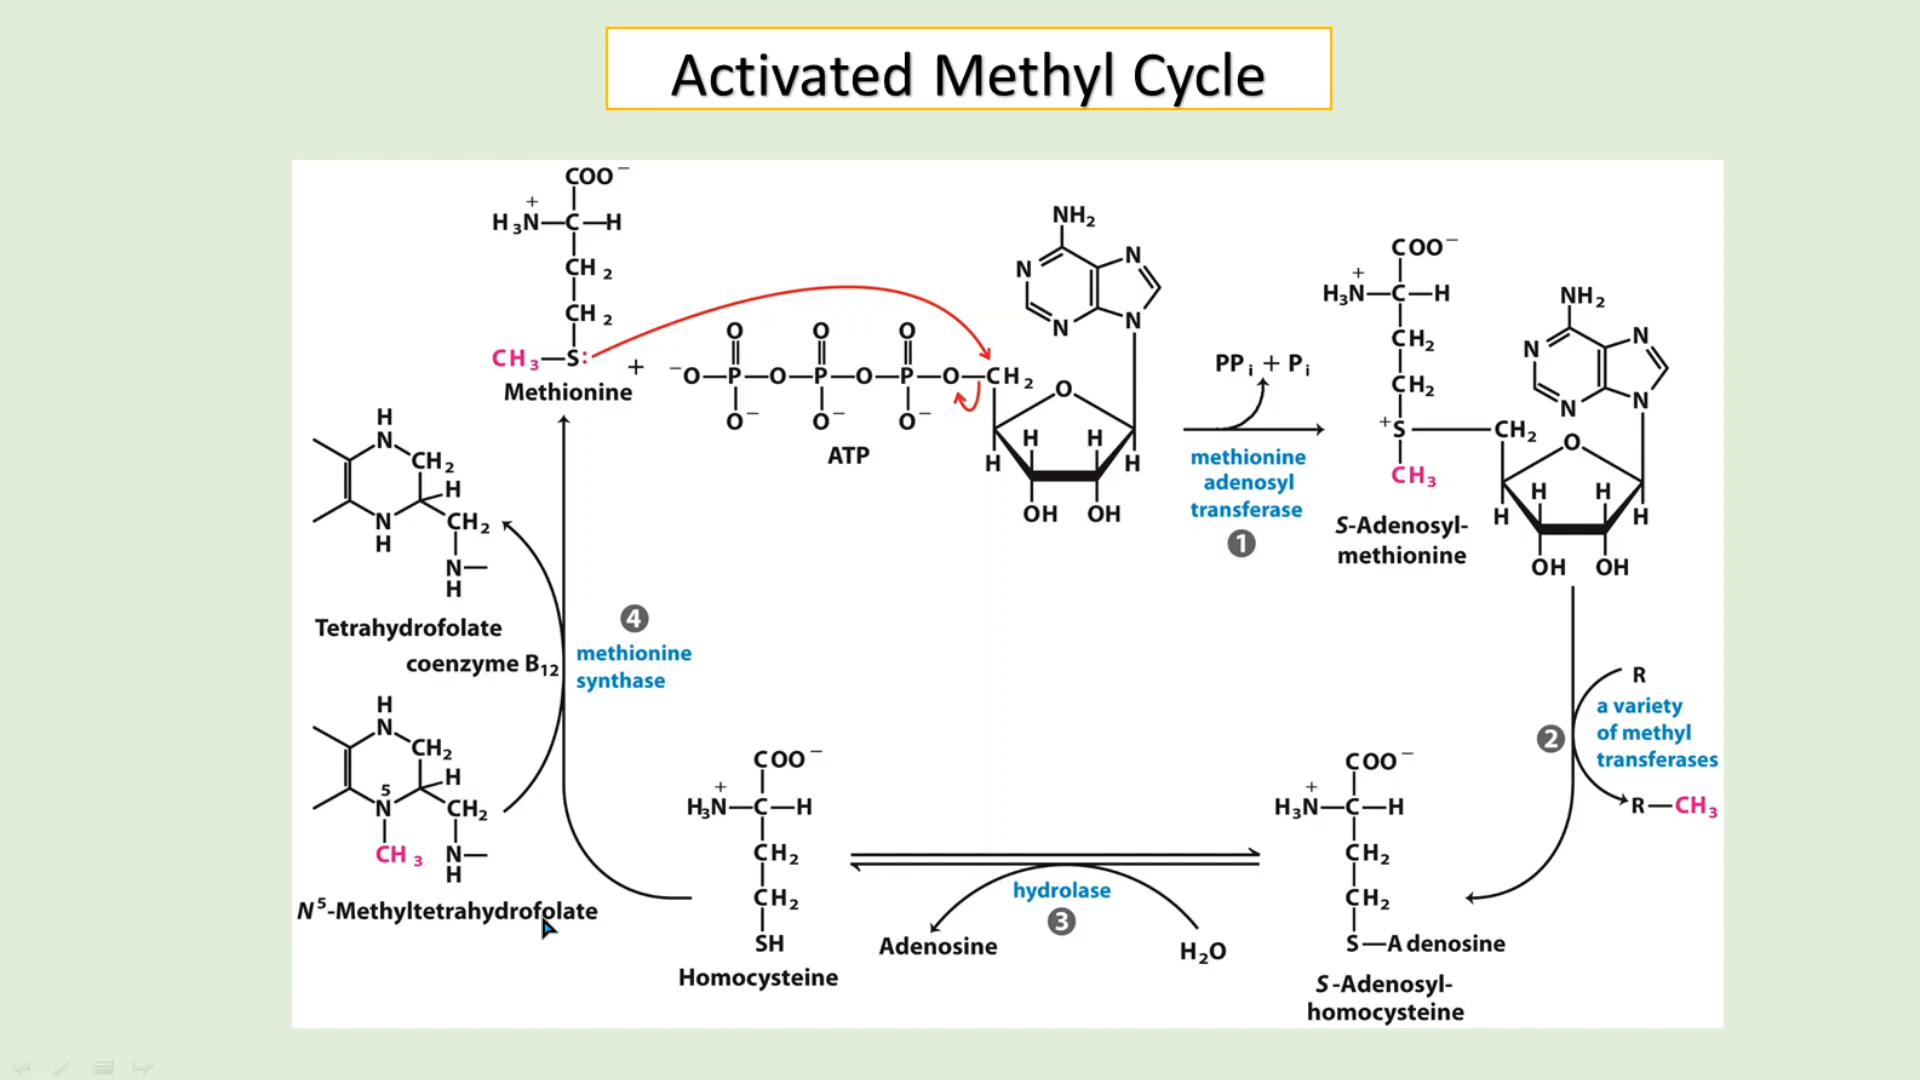 Activated Methyl Cycle
COO⁻
H₃N⁺—C—H
CH₂
CH₂
CH₃—S:
Methionine
+
⁻O—P—O—P—O—P—O—CH₂
O O O
O⁻ O⁻ O⁻
ATP
NH₂
N N
N N
O
H H
H H
OH OH
PPᵢ + Pᵢ
methionine
adenosyl
transferase
1
COO⁻
H₃N⁺—C—H
CH₂
CH₂
⁺S—CH₂
CH₃
S-Adenosyl-
methionine
NH₂
N N
N N
O
H H
H H
OH OH
R
a variety
of methyl
transferases
2
R—CH₃
COO⁻
H₃N⁺—C—H
CH₂
CH₂
S—Adenosine
S-Adenosyl-
homocysteine
hydrolase
3
Adenosine
H₂O
COO⁻
H₃N⁺—C—H
CH₂
CH₂
SH
Homocysteine
4
methionine
synthase
coenzyme B₁₂
H
N
CH₂
H
N
H
CH₂
N—
H
Tetrahydrofolate
H
N
CH₂
H
5
N
CH₂
CH₃
N—
H
N⁵-Methyltetrahydrofolate